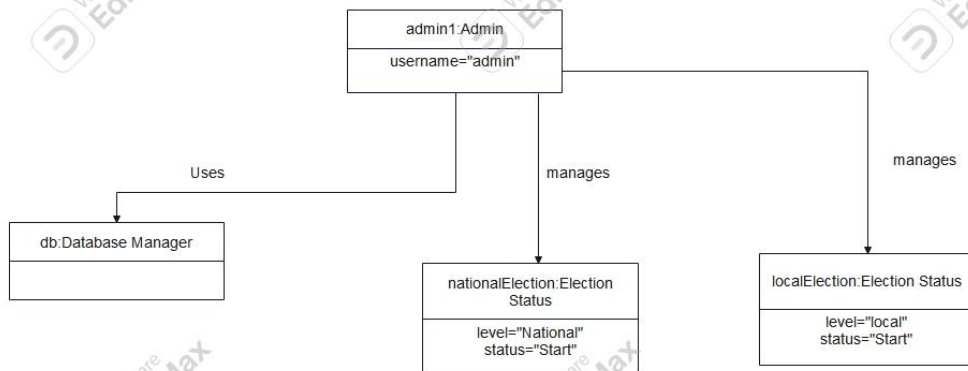 admin1:Admin
username="admin"
Uses
manages
manages
db:Database Manager
nationalElection:Election
Status
level="National"
status="Start"
localElection:Election Status
level="local"
status="Start"